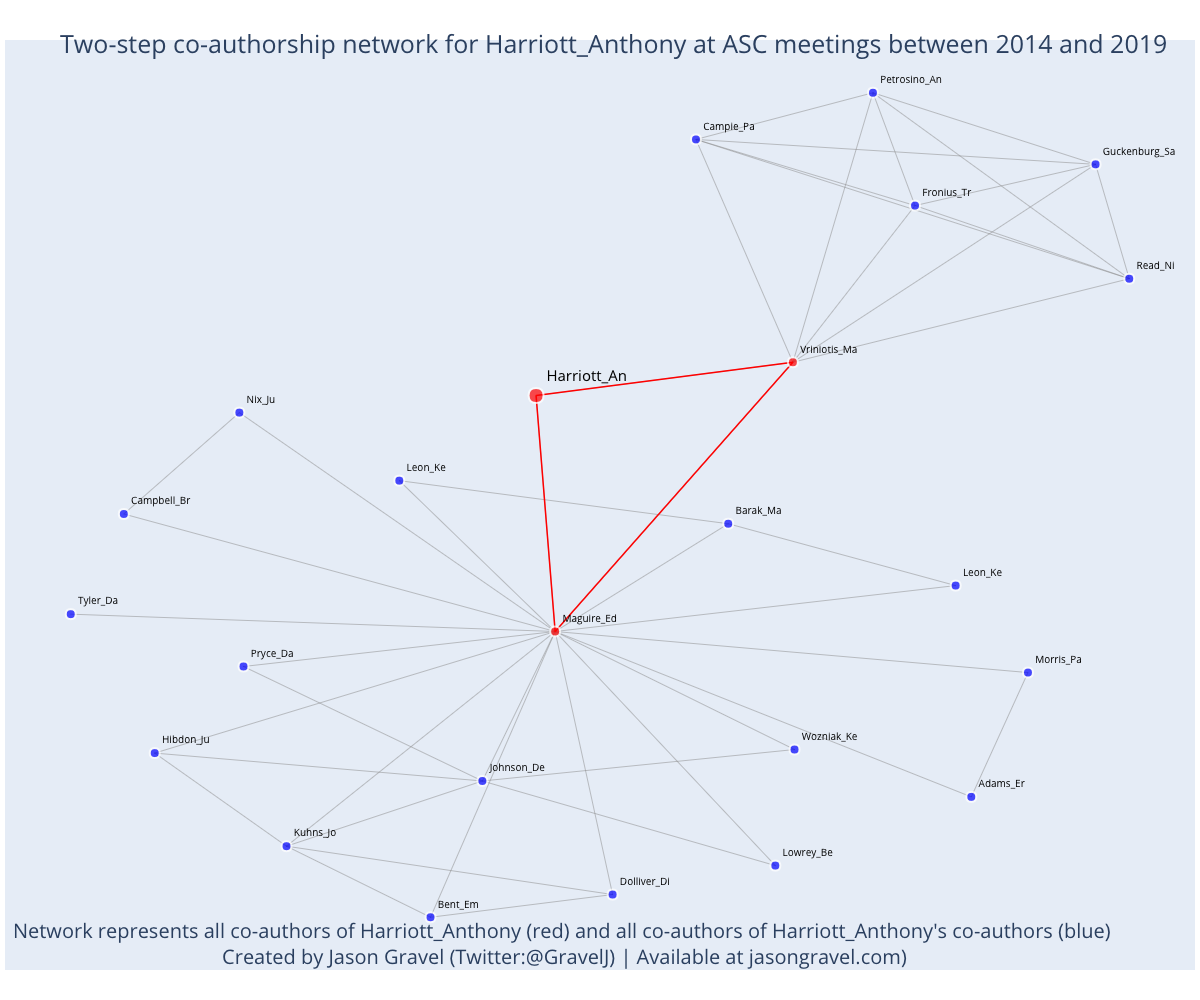 Two-step co-authorship network for Harriott_Anthony at ASC meetings between 2014 and 2019
Petrosino_An
Campie_Pa
Guckenburg_Sa
Fronius_Tr
Read_Ni
Vriniotis_Ma
Harriott_An
Nix_Ju
Leon_Ke
Campbell_Br
Barak_Ma
Leon_Ke
Tyler_Da
Maguire_Ed
Pryce_Da
Morris_Pa
Hibdon_Ju
Wozniak_Ke
Johnson_De
Adams_Er
Kuhns_Jo
Lowrey_Be
Dolliver_Di
Bent_Em
Network represents all co-authors of Harriott_Anthony (red) and all co-authors of Harriott_Anthony's co-authors (blue)
Created by Jason Gravel (Twitter:@GravelJ) | Available at jasongravel.com)